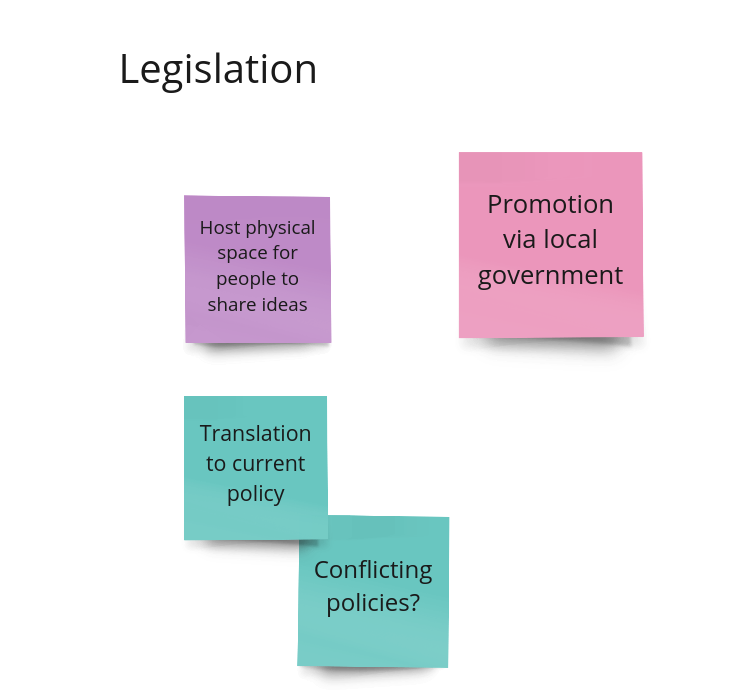 Legislation
Host physical
space for
people to
share ideas
Promotion
via local
government
Translation
to current
policy
Conflicting
policies?